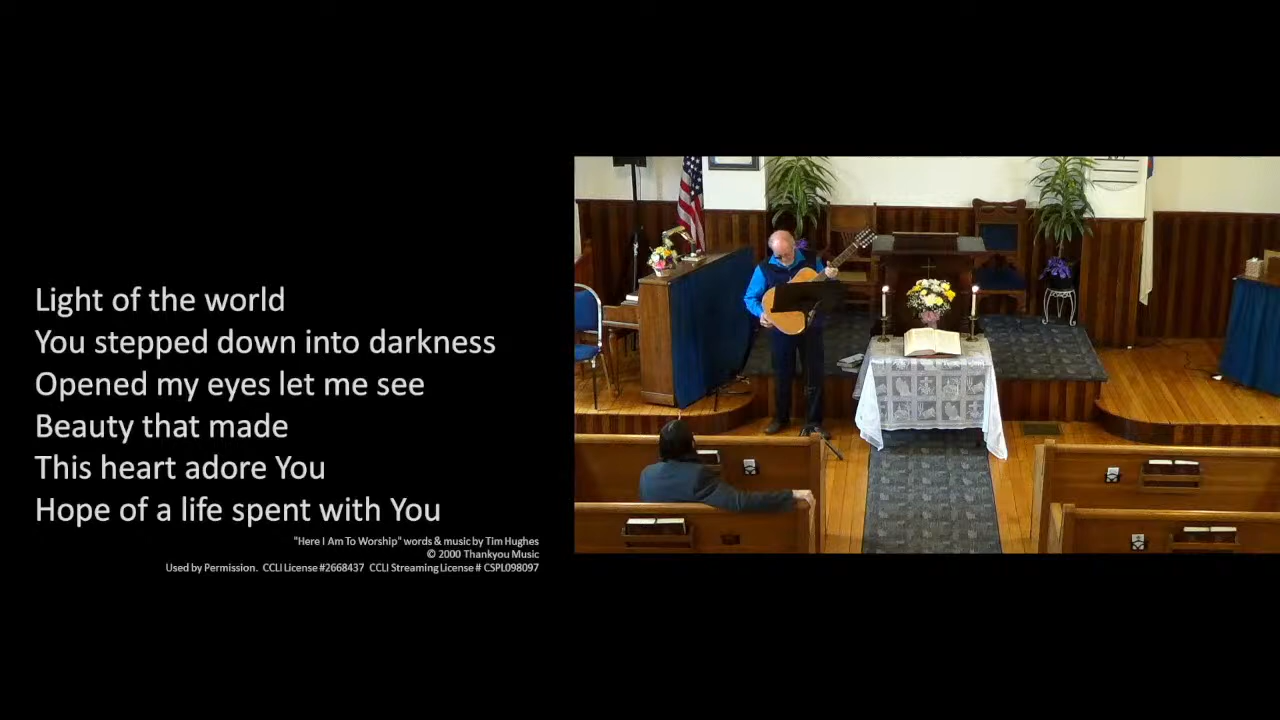 Light of the world
You stepped down into darkness
Opened my eyes let me see
Beauty that made
This heart adore You
Hope of a life spent with You
"Here I Am To Worship" words & music by Tim Hughes
© 2000 Thankyou Music
Used by Permission. CCLI License #2668437 CCLI Streaming License # CSPL098097